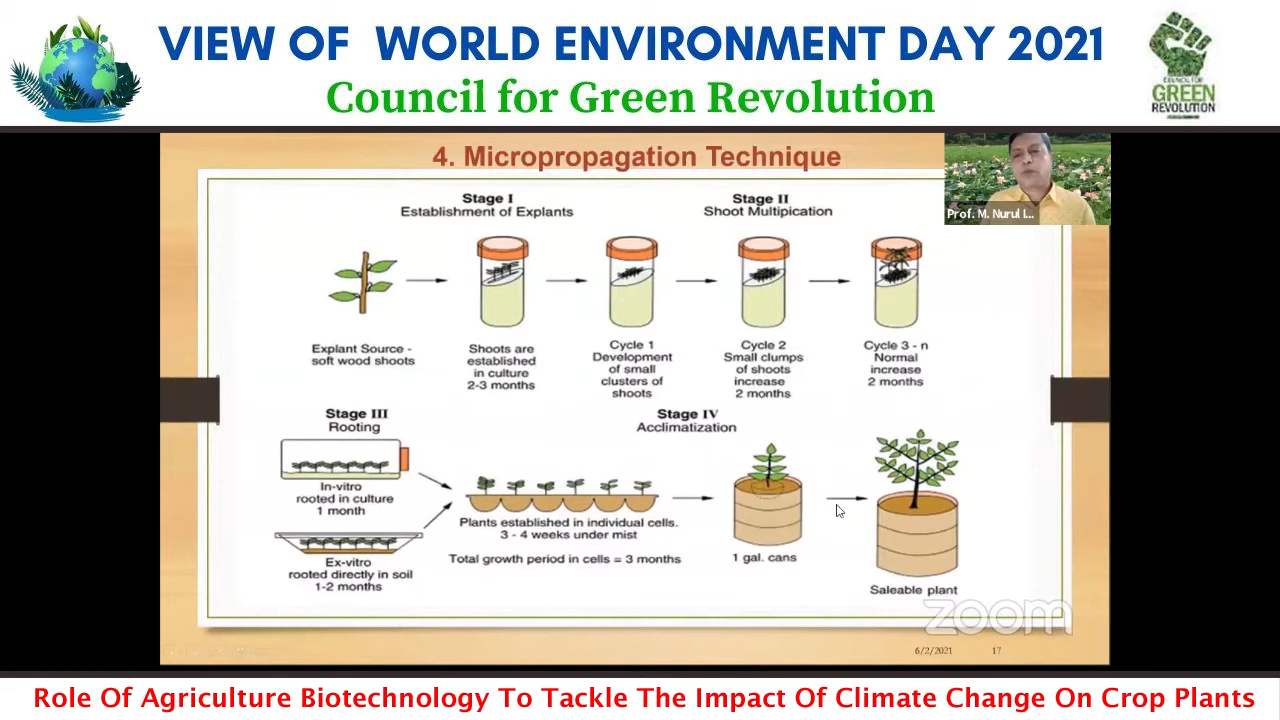 VIEW OF WORLD ENVIRONMENT DAY 2021
Council for Green Revolution
COUNCIL FOR
GREEN
REVOLUTION
4. Micropropagation Technique
Prof. M. Nurul I...
Stage I
Establishment of Explants
Stage II
Shoot Multipication
Explant Source -
soft wood shoots
Shoots are
established
in culture
2-3 months
Cycle 1
Development
of small
clusters of
shoots
Cycle 2
Small clumps
of shoots
increase
2 months
Cycle 3 - n
Normal
increase
2 months
Stage III
Rooting
Stage IV
Acclimatization
In-vitro
rooted in culture
1 month
Ex-vitro
rooted directly in soil
1-2 months
Plants established in individual cells.
3 - 4 weeks under mist
Total growth period in cells = 3 months
1 gal. cans
Saleable plant
zoom
6/2/2021
17
Role Of Agriculture Biotechnology To Tackle The Impact Of Climate Change On Crop Plants